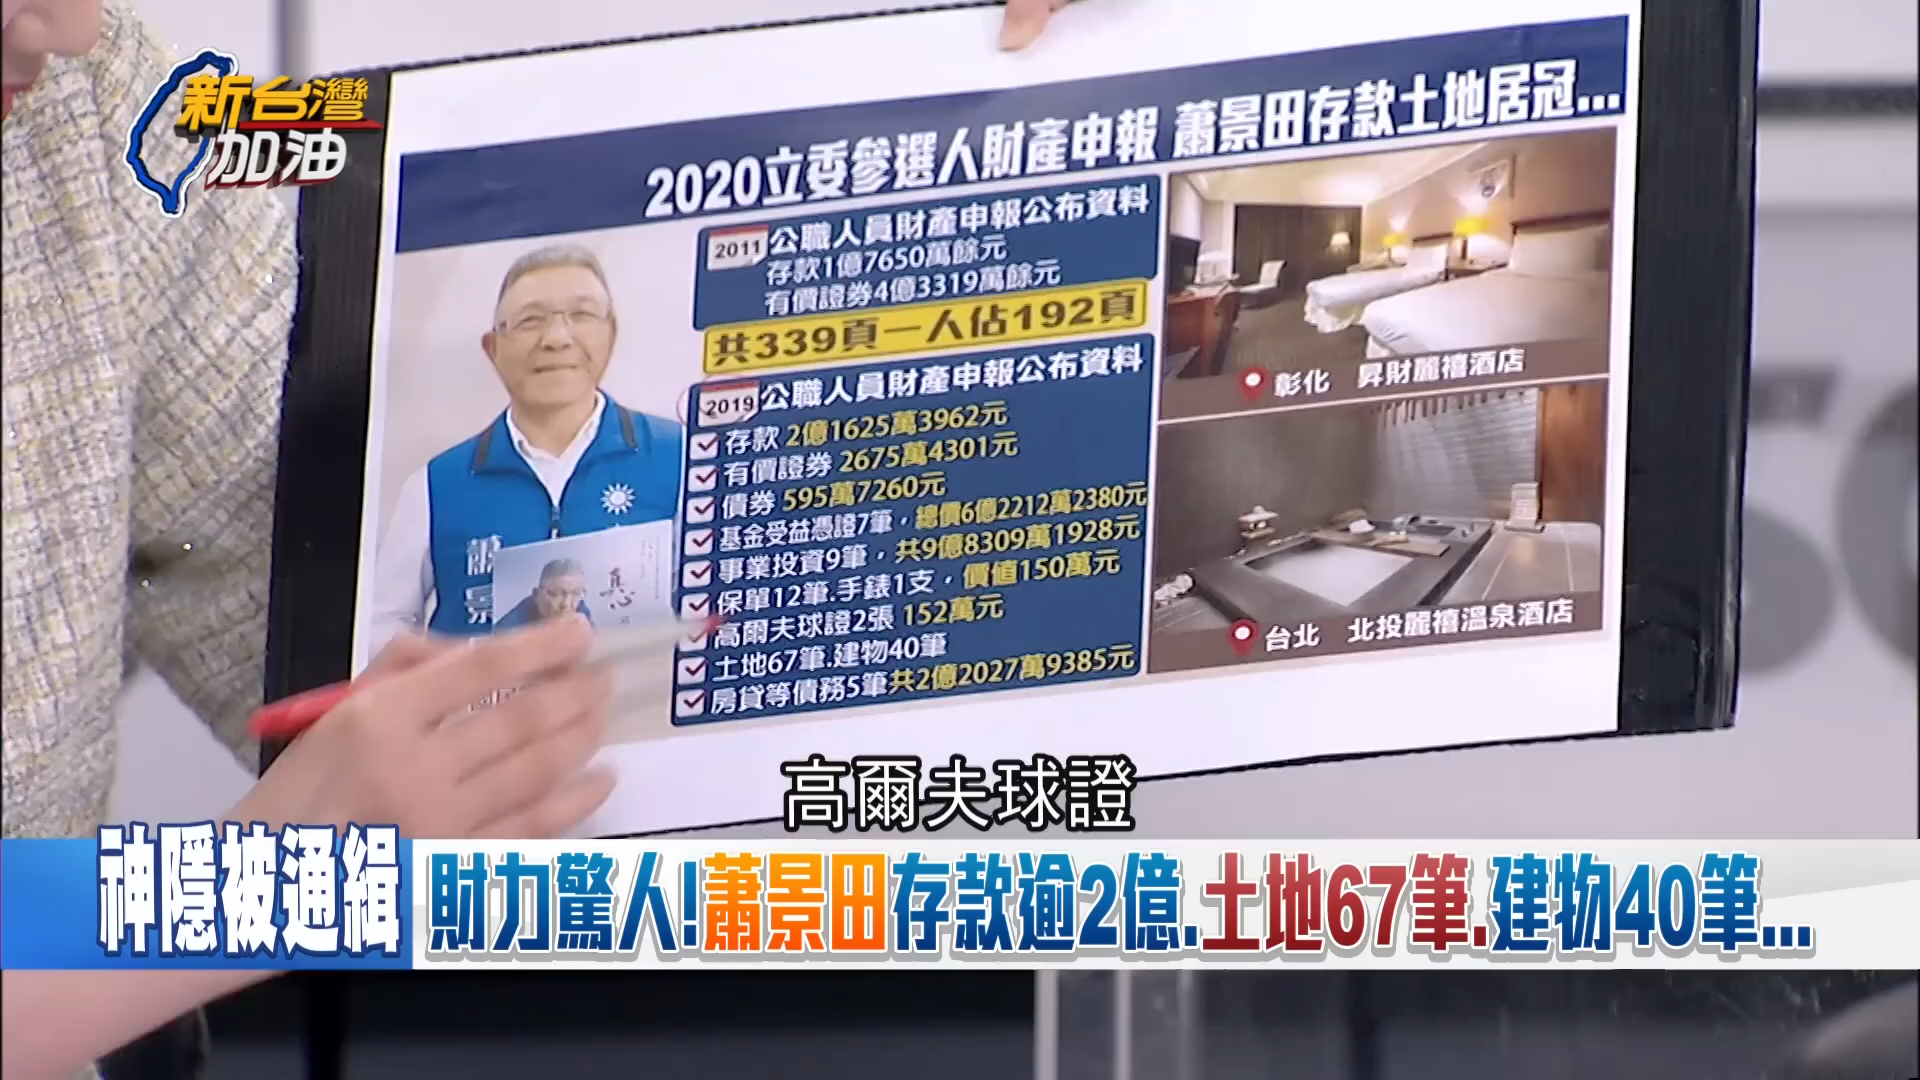 新台灣
加油
2020立委參選人財產申報 蕭景田存款土地居冠...
2011 公職人員財產申報公布資料
存款1億7650萬餘元
有價證券4億3319萬餘元
共339頁一人佔192頁
2019 公職人員財產申報公布資料
存款 2億1625萬3962元
有價證券 2675萬4301元
債券 595萬7260元
基金受益憑證7筆，總價6億2212萬2380元
事業投資9筆，共9億8309萬1928元
保單12筆.手錶1支，價值150萬元
高爾夫球證2張 152萬元
土地67筆.建物40筆
房貸等債務5筆共2億2027萬9385元
彰化 昇財麗禧酒店
台北 北投麗禧溫泉酒店
蕭景
真心
高爾夫球證
神隱被通緝
財力驚人!蕭景田存款逾2億.土地67筆.建物40筆...